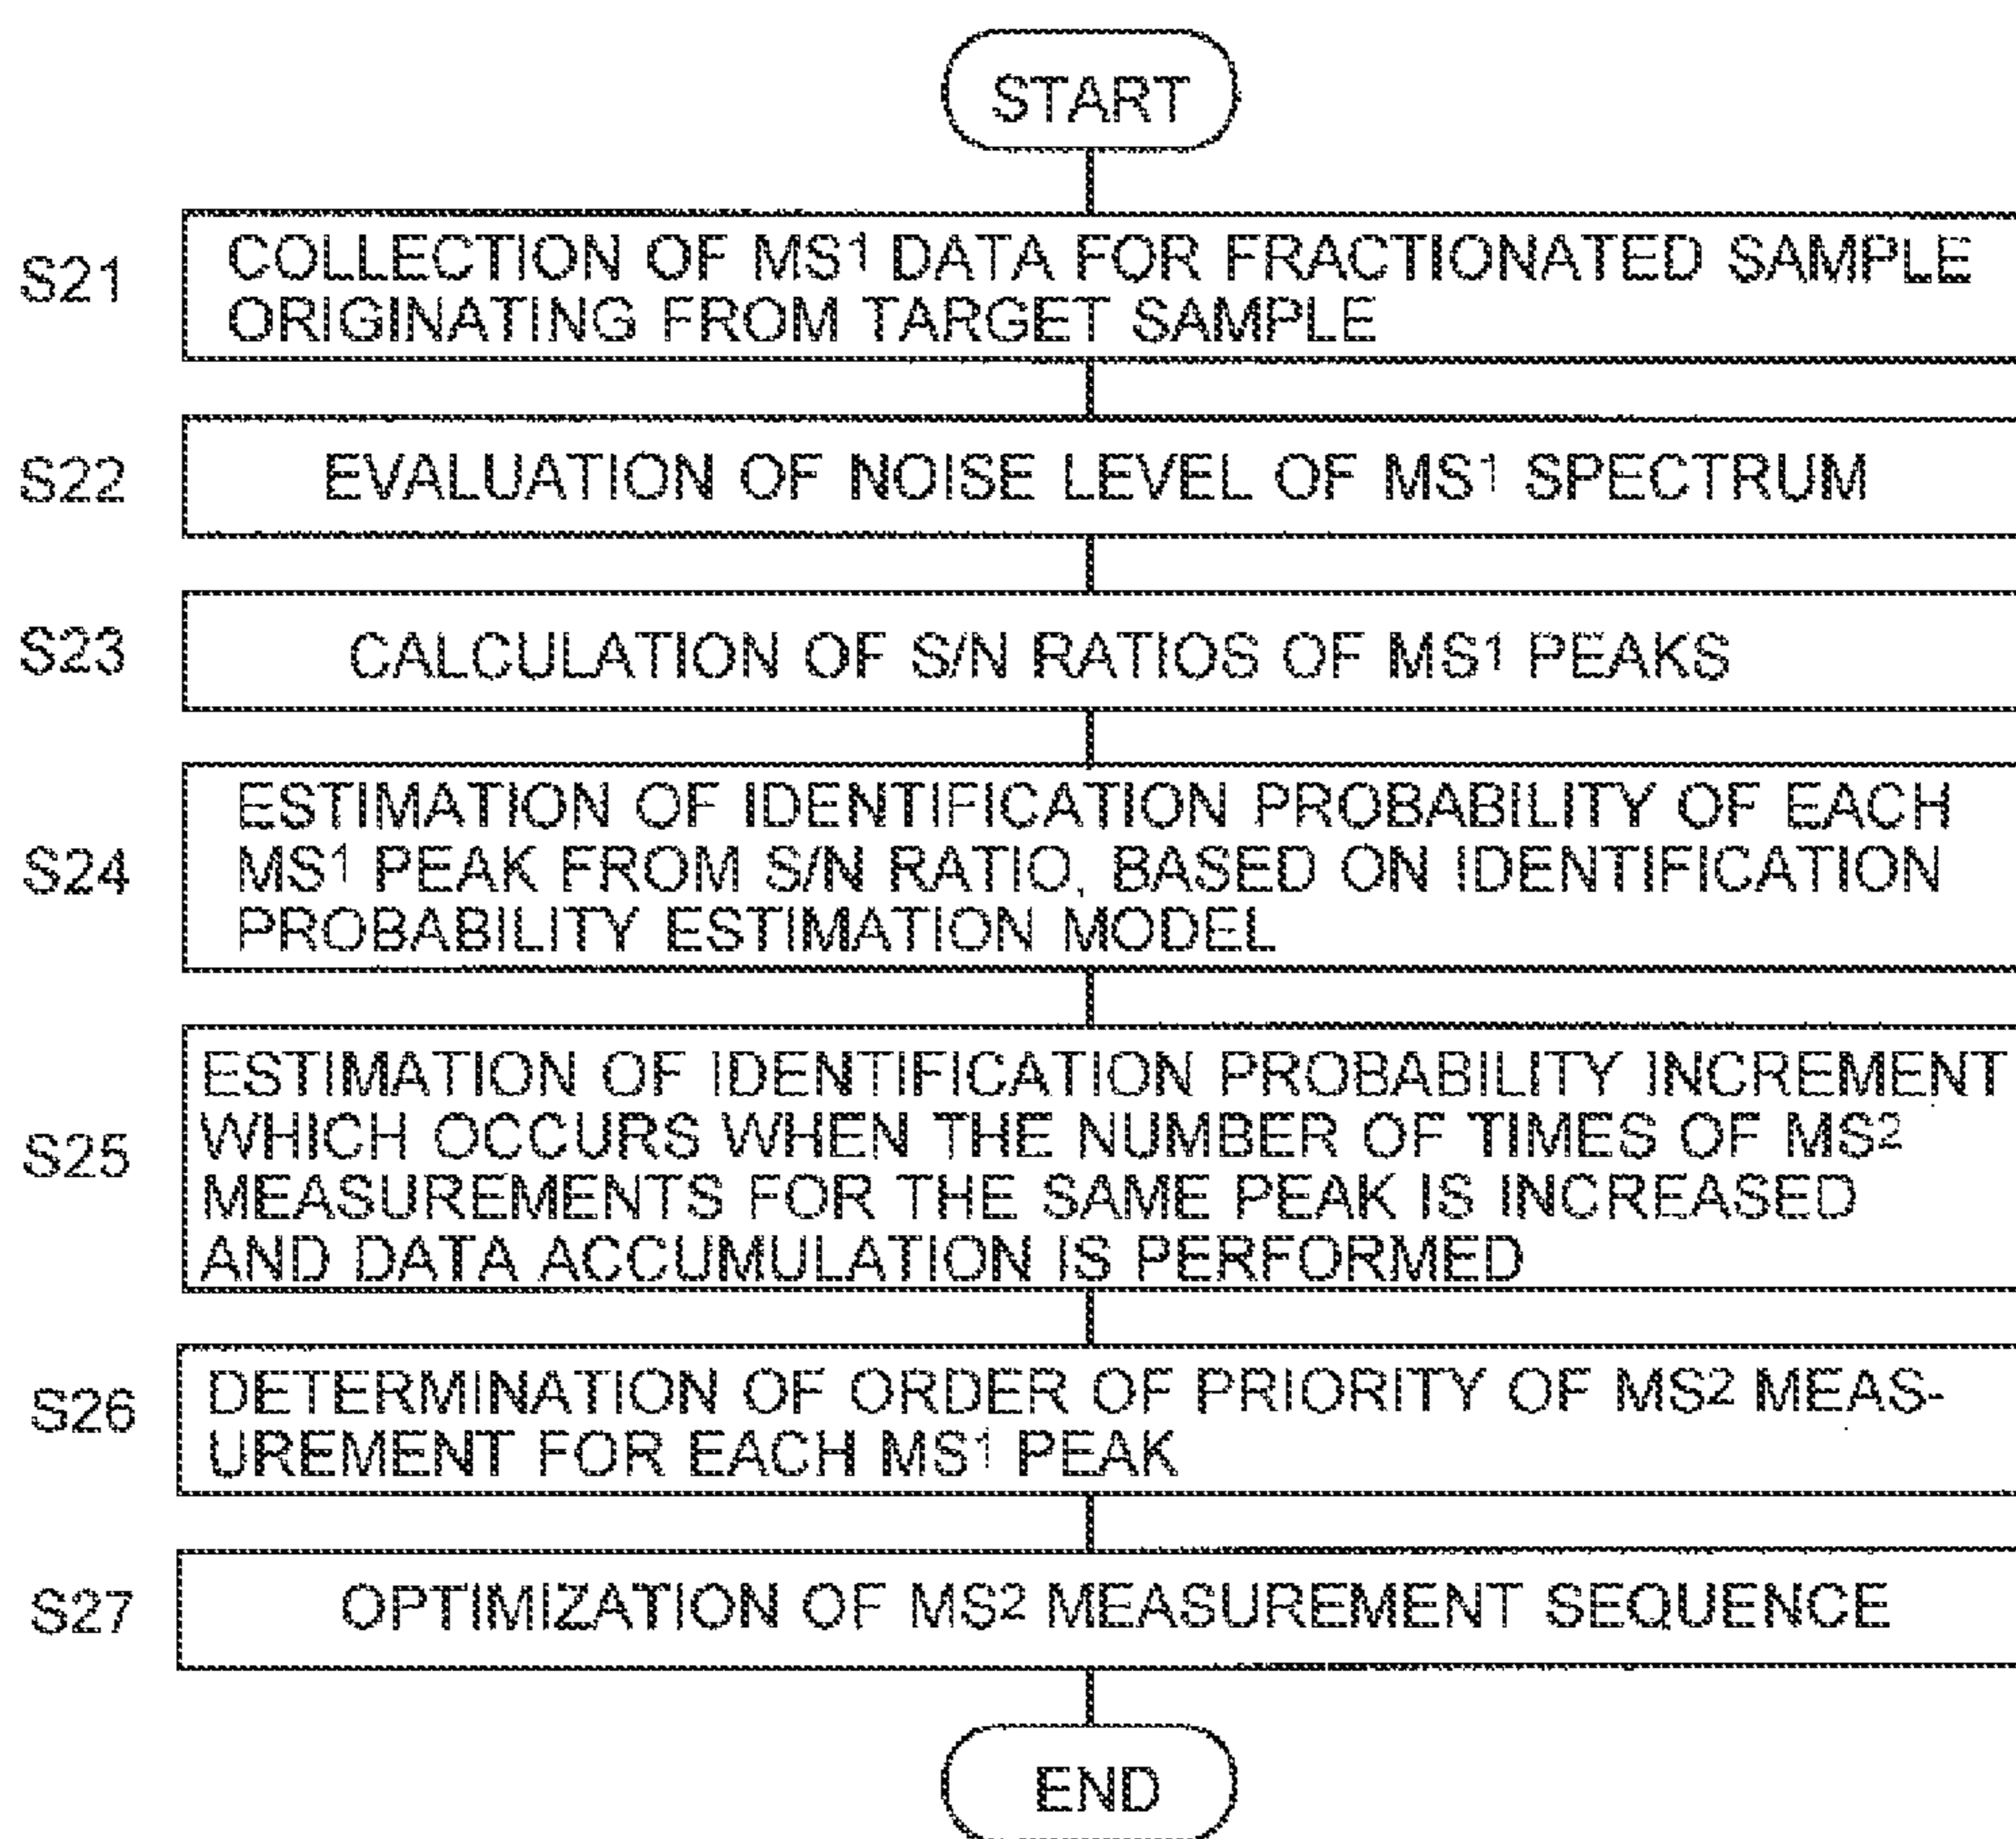 START
S21
COLLECTION OF MS¹ DATA FOR FRACTIONATED SAMPLE
ORIGINATING FROM TARGET SAMPLE
S22
EVALUATION OF NOISE LEVEL OF MS¹ SPECTRUM
S23
CALCULATION OF S/N RATIOS OF MS¹ PEAKS
S24
ESTIMATION OF IDENTIFICATION PROBABILITY OF EACH
MS¹ PEAK FROM S/N RATIO, BASED ON IDENTIFICATION
PROBABILITY ESTIMATION MODEL
S25
ESTIMATION OF IDENTIFICATION PROBABILITY INCREMENT
WHICH OCCURS WHEN THE NUMBER OF TIMES OF MS²
MEASUREMENTS FOR THE SAME PEAK IS INCREASED
AND DATA ACCUMULATION IS PERFORMED
S26
DETERMINATION OF ORDER OF PRIORITY OF MS² MEAS-
UREMENT FOR EACH MS¹ PEAK
S27
OPTIMIZATION OF MS² MEASUREMENT SEQUENCE
END